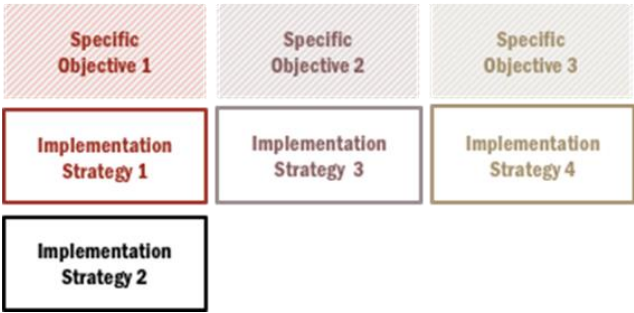 Specific
Objective 1
Specific
Objective 2
Specific
Objective 3
Implementation
Strategy 1
Implementation
Strategy 3
Implementation
Strategy 4
Implementation
Strategy 2